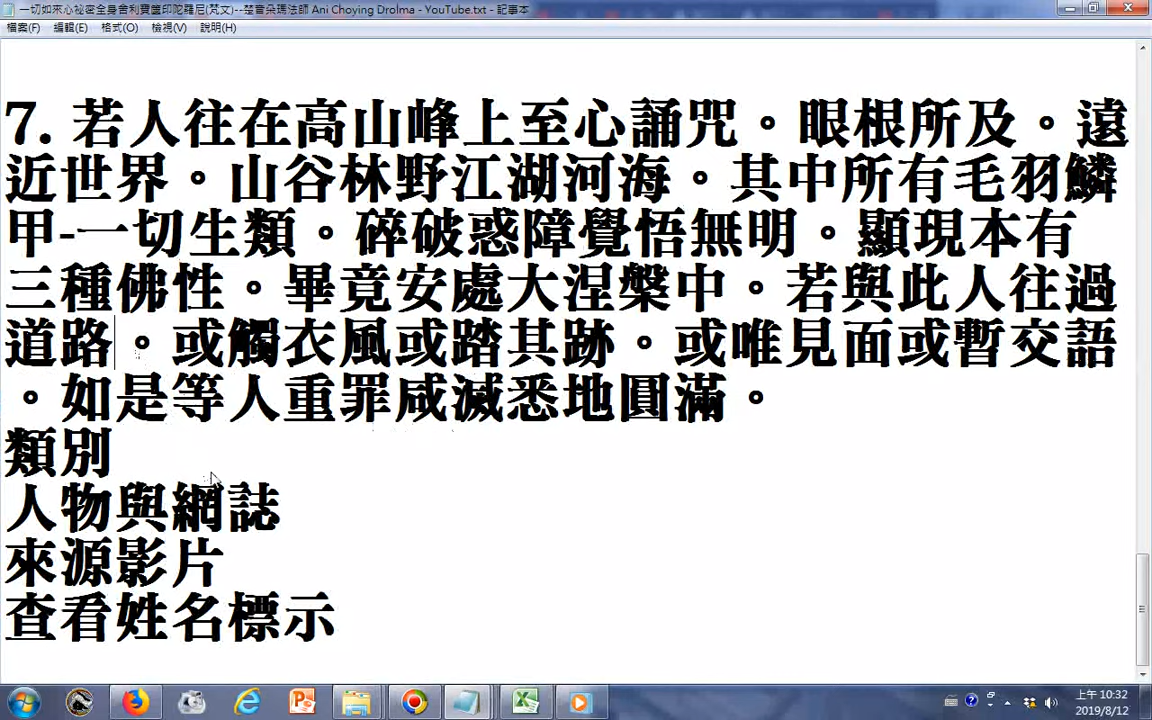 一切如來心祕密全身舍利寶篋印陀羅尼(梵文)--楚音朵瑪法師 Ani Choying Drolma - YouTube.txt - 記事本
檔案(F) 編輯(E) 格式(O) 檢視(V) 說明(H)
7. 若人往在高山峰上至心誦咒。眼根所及。遠
近世界。山谷林野江湖河海。其中所有毛羽鱗
甲-一切生類。碎破惑障覺悟無明。顯現本有
三種佛性。畢竟安處大涅槃中。若與此人往過
道路。或觸衣風或踏其跡。或唯見面或暫交語
。如是等人重罪咸滅悉地圓滿。
類別
人物與網誌
來源影片
查看姓名標示
上午 10:32
2019/8/12